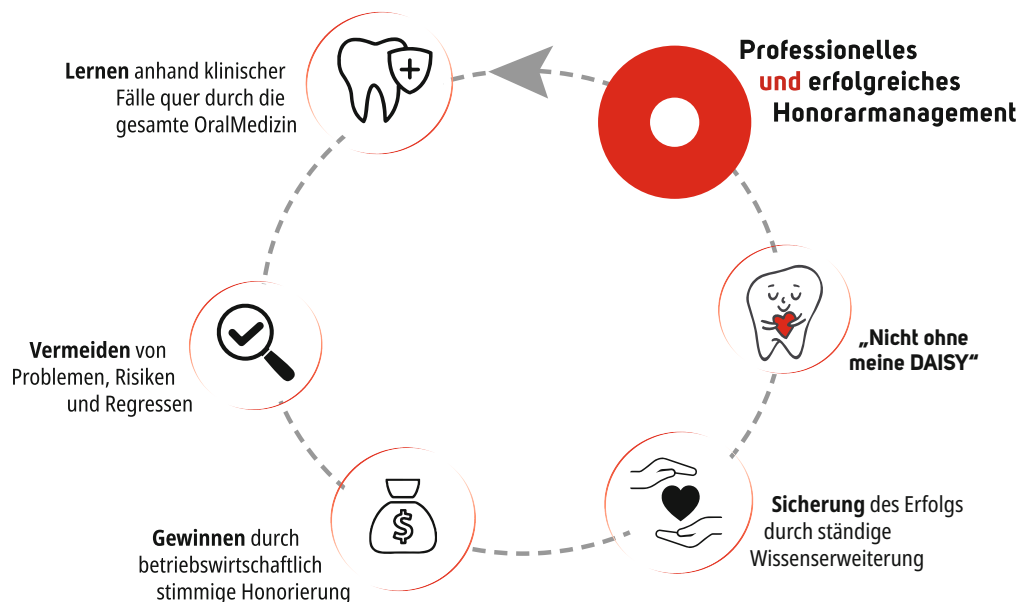 Professionelles
und erfolgreiches
Honorarmanagement
Lernen anhand klinischer
Fälle quer durch die
gesamte OralMedizin
Vermeiden von
Problemen, Risiken
und Regressen
Gewinnen durch
betriebswirtschaftlich
stimmige Honorierung
$
Sicherung des Erfolgs
durch ständige
Wissenserweiterung
„Nicht ohne
meine DAISY“